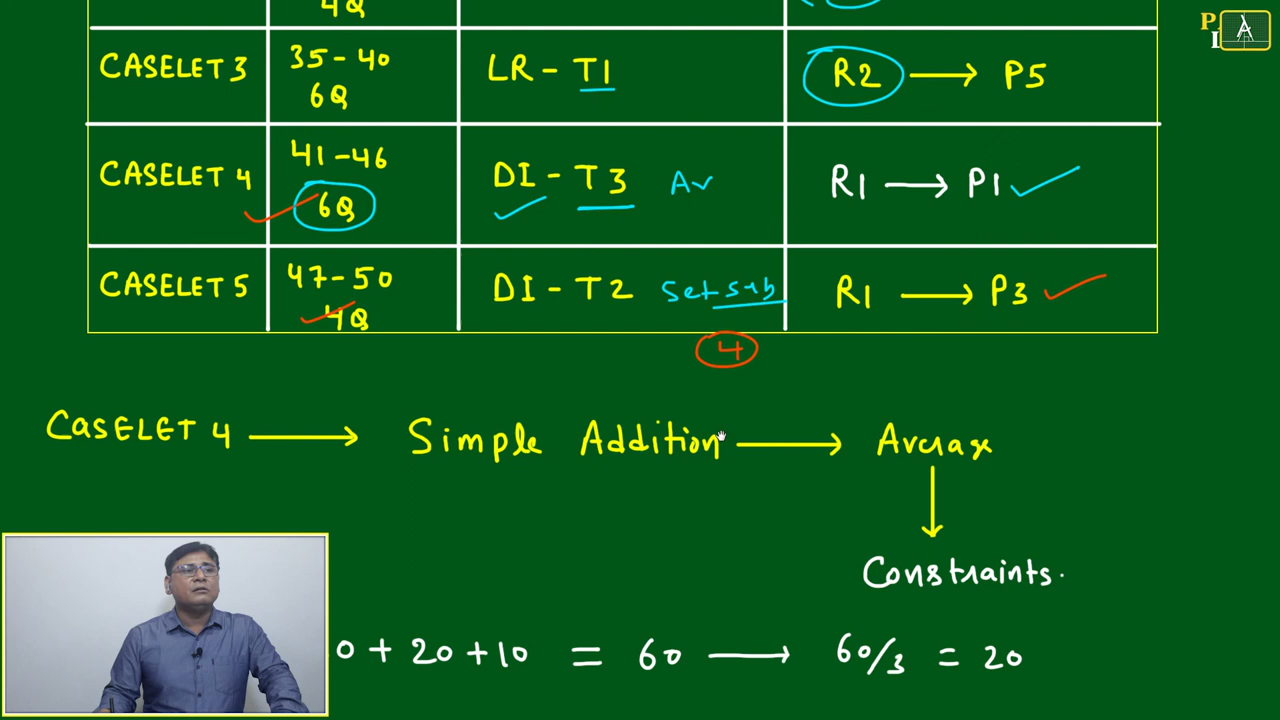 4Q
CASELET 3 35-40 6Q LR - T1 R2 → P5
CASELET 4 41-46 6Q DI - T3 Av R1 → P1
CASELET 5 47-50 4Q DI - T2 Set R1 → P3
4
CASELET 4 → Simple Addition →
Constraints.
0 + 20 + 10 = 60 → 60/3 = 20